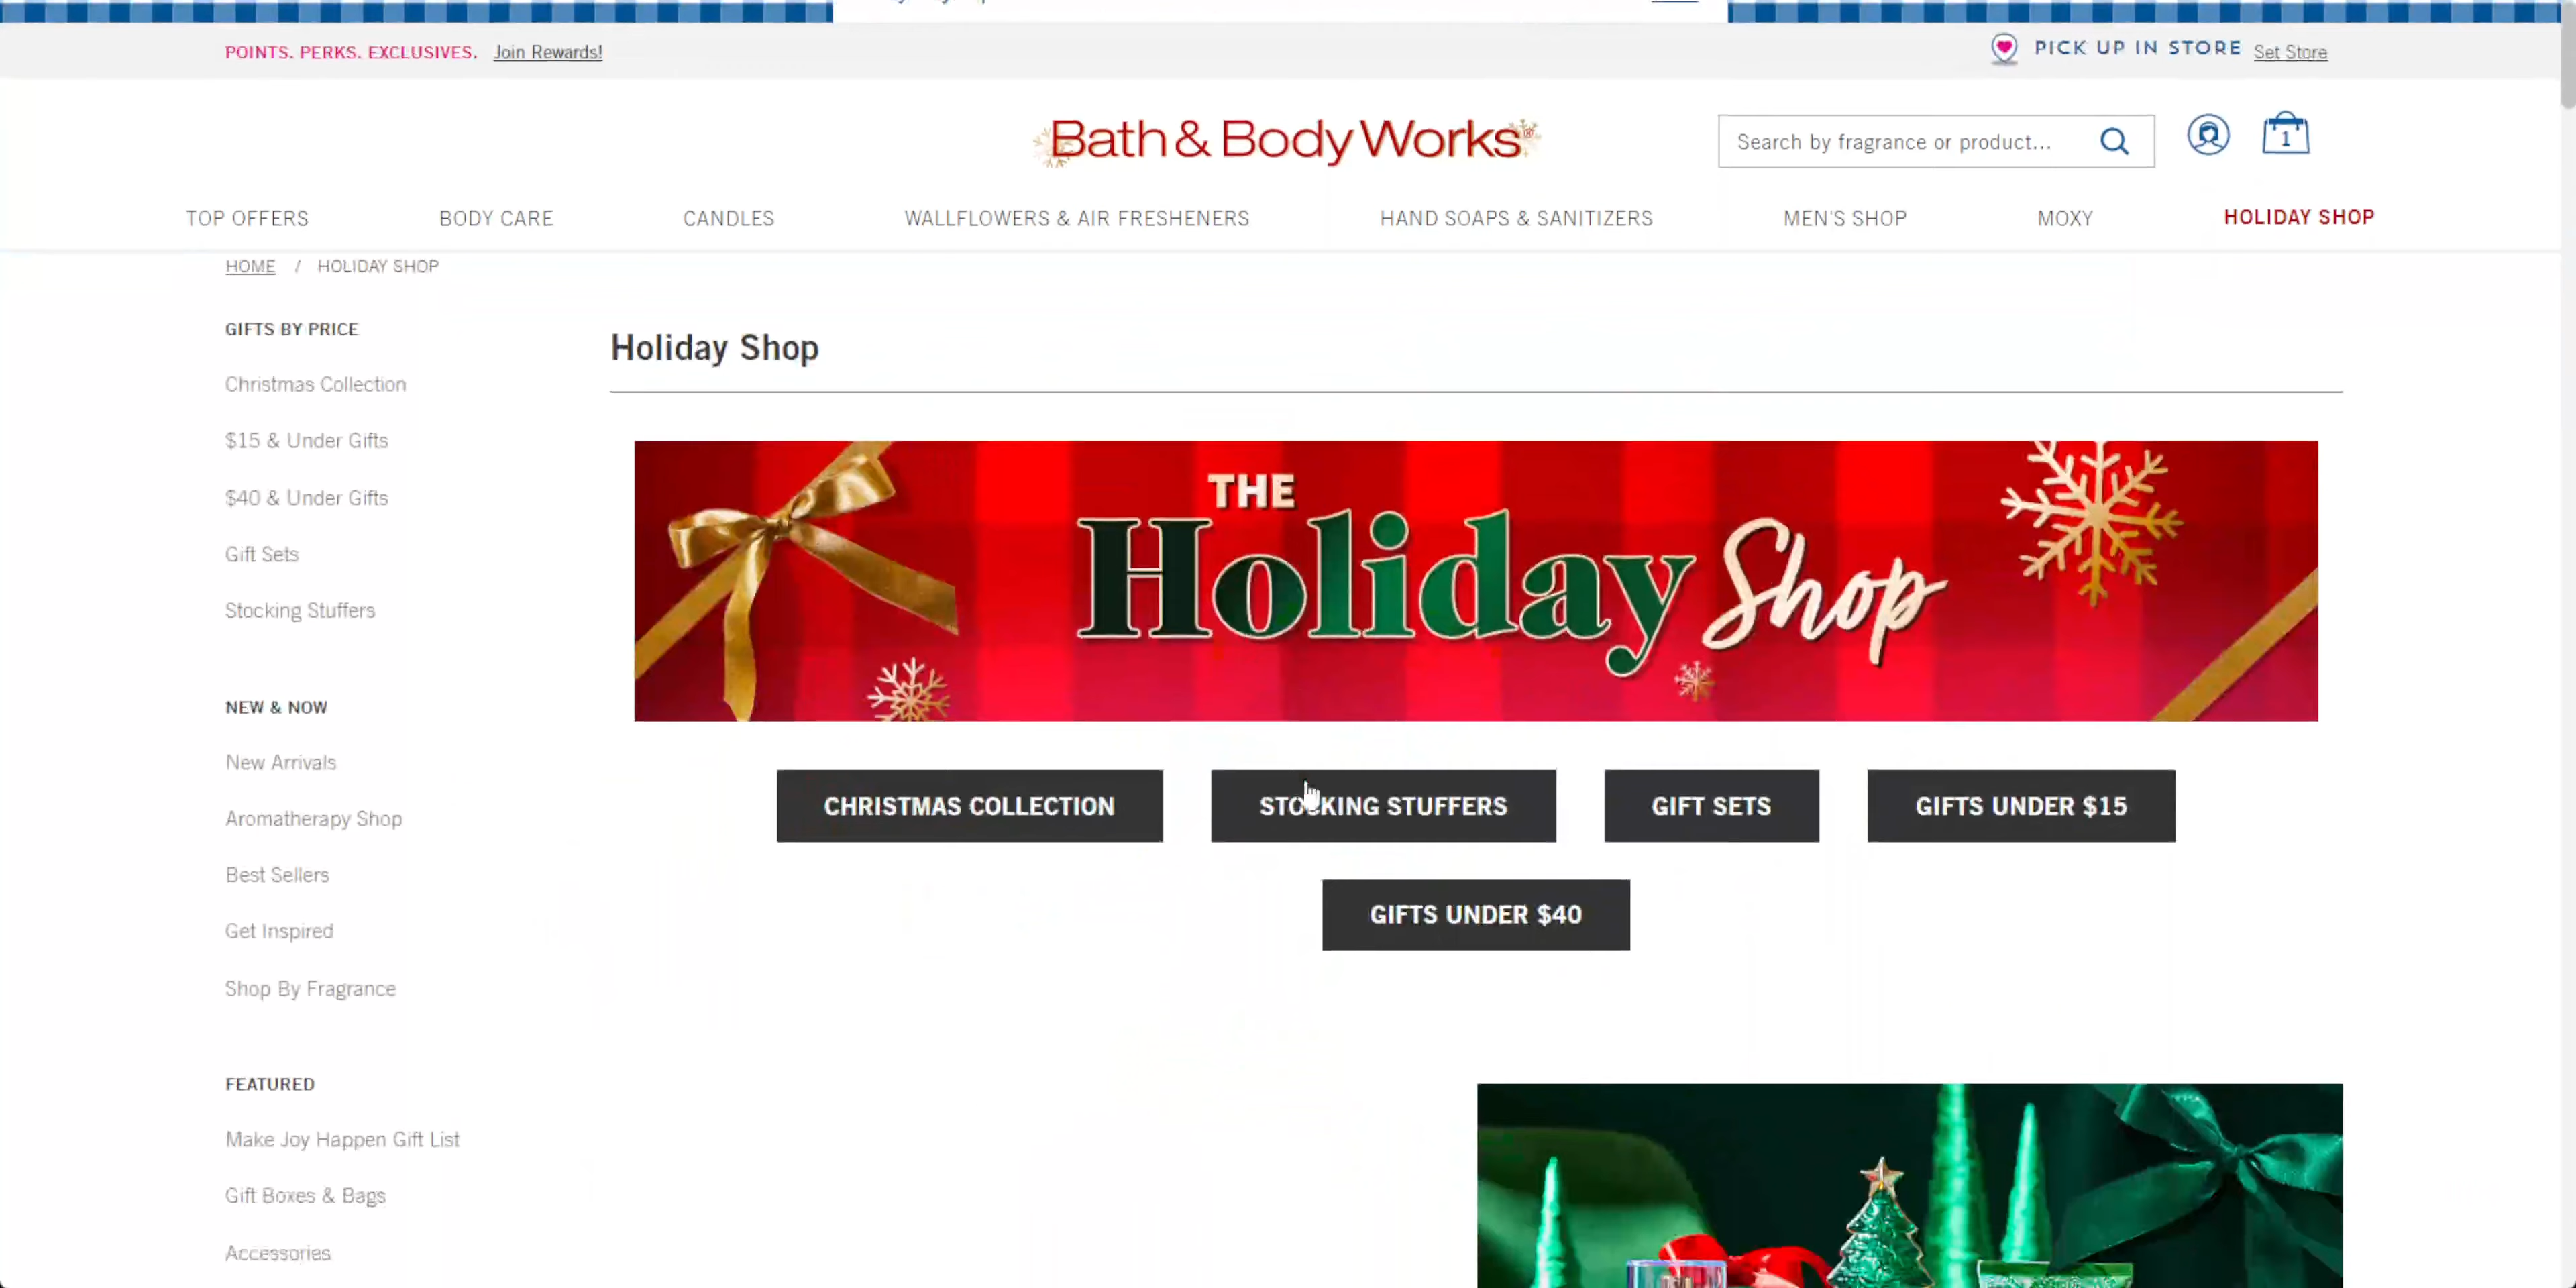 POINTS. PERKS. EXCLUSIVES. Join Rewards!
PICK UP IN STORE Set Store
Bath & Body Works®
Search by fragrance or product...
1
TOP OFFERS BODY CARE CANDLES WALLFLOWERS & AIR FRESHENERS HAND SOAPS & SANITIZERS MEN'S SHOP MOXY HOLIDAY SHOP
HOME / HOLIDAY SHOP
GIFTS BY PRICE
Christmas Collection
$15 & Under Gifts
$40 & Under Gifts
Gift Sets
Stocking Stuffers
NEW & NOW
New Arrivals
Aromatherapy Shop
Best Sellers
Get Inspired
Shop By Fragrance
FEATURED
Make Joy Happen Gift List
Gift Boxes & Bags
Accessories
Holiday Shop
THE
Holiday Shop
CHRISTMAS COLLECTION STOCKING STUFFERS GIFT SETS GIFTS UNDER $15
GIFTS UNDER $40